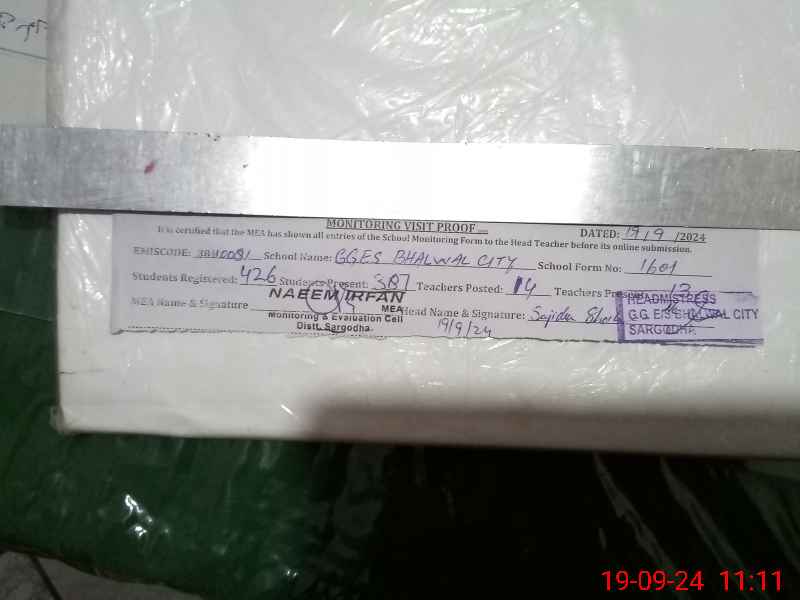 MONITORING VISIT PROOF
DATED: 19/9/2024
It is certified that the MEA has shown all entries of the School Monitoring Form to the Head Teacher before its online submission.
EMISCODE: School Name: GGES BHALWAL CITY School Form No: 1601
Students Registered: 426 Students Present: 387 Teachers Posted: 14 Teachers Present: 13
MEA Name & Signature Head Name & Signature: Sajida
NAEEM IRFAN
MEA
Monitoring & Evaluation Cell
Distt. Sargodha.
19/9/24
HEADMISTRESS
G.G.E/S BHALWAL CITY
SARGODHA.
19-09-24 11:11